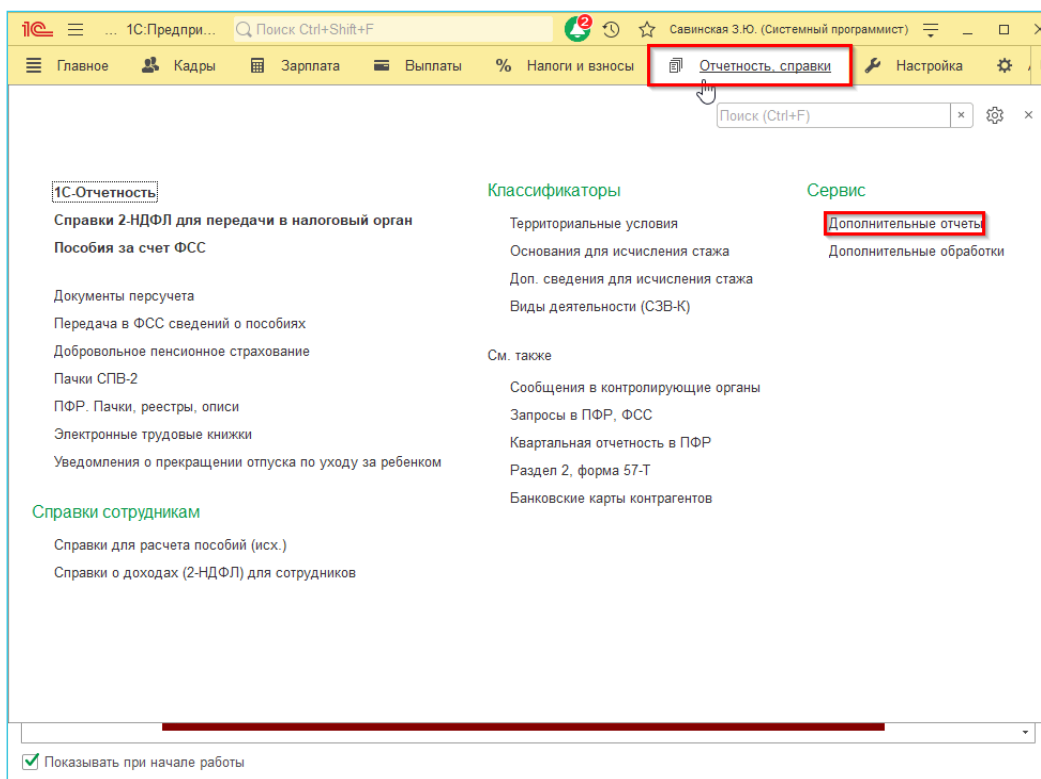 1С ... 1С:Предпри... Поиск Ctrl+Shift+F 2 Савинская З.Ю. (Системный программист)
Главное Кадры Зарплата Выплаты % Налоги и взносы Отчетность, справки Настройка
Поиск (Ctrl+F) × ×
1С-Отчетность
Справки 2-НДФЛ для передачи в налоговый орган
Пособия за счет ФСС
Документы персучета
Передача в ФСС сведений о пособиях
Добровольное пенсионное страхование
Пачки СПВ-2
ПФР. Пачки, реестры, описи
Электронные трудовые книжки
Уведомления о прекращении отпуска по уходу за ребенком
Справки сотрудникам
Справки для расчета пособий (исх.)
Справки о доходах (2-НДФЛ) для сотрудников
Классификаторы
Территориальные условия
Основания для исчисления стажа
Доп. сведения для исчисления стажа
Виды деятельности (СЗВ-К)
См. также
Сообщения в контролирующие органы
Запросы в ПФР, ФСС
Квартальная отчетность в ПФР
Раздел 2, форма 57-Т
Банковские карты контрагентов
Сервис
Дополнительные отчеты
Дополнительные обработки
Показывать при начале работы